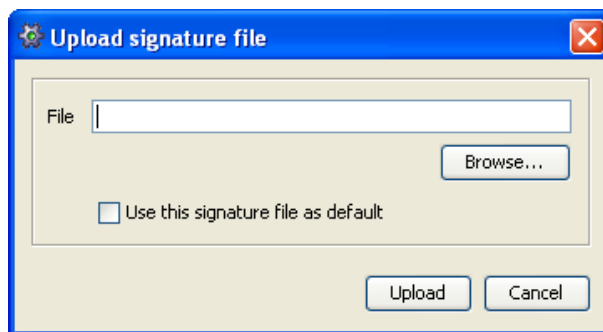 Upload signature file
File
Browse...
Use this signature file as default
Upload Cancel